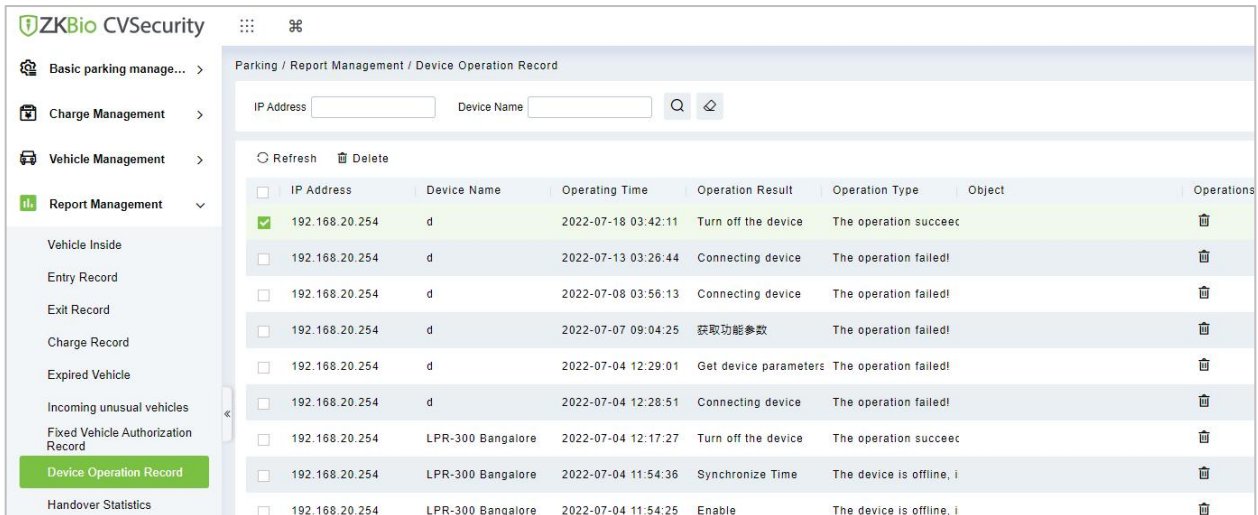 ZKBio CVSecurity
Basic parking manage...
Charge Management
Vehicle Management
Report Management
Vehicle Inside
Entry Record
Exit Record
Charge Record
Expired Vehicle
Incoming unusual vehicles
Fixed Vehicle Authorization
Record
Device Operation Record
Handover Statistics
Parking / Report Management / Device Operation Record
IP Address Device Name
Refresh Delete
IP Address Device Name Operating Time Operation Result Operation Type Object Operations
192.168.20.254 d 2022-07-18 03:42:11 Turn off the device The operation succeed
192.168.20.254 d 2022-07-13 03:26:44 Connecting device The operation failed!
192.168.20.254 d 2022-07-08 03:56:13 Connecting device The operation failed!
192.168.20.254 d 2022-07-07 09:04:25 获取功能参数 The operation failed!
192.168.20.254 d 2022-07-04 12:29:01 Get device parameters The operation failed!
192.168.20.254 d 2022-07-04 12:28:51 Connecting device The operation failed!
192.168.20.254 LPR-300 Bangalore 2022-07-04 12:17:27 Turn off the device The operation succeed
192.168.20.254 LPR-300 Bangalore 2022-07-04 11:54:36 Synchronize Time The device is offline, i
192.168.20.254 LPR-300 Bangalore 2022-07-04 11:54:25 Enable The device is offline, i